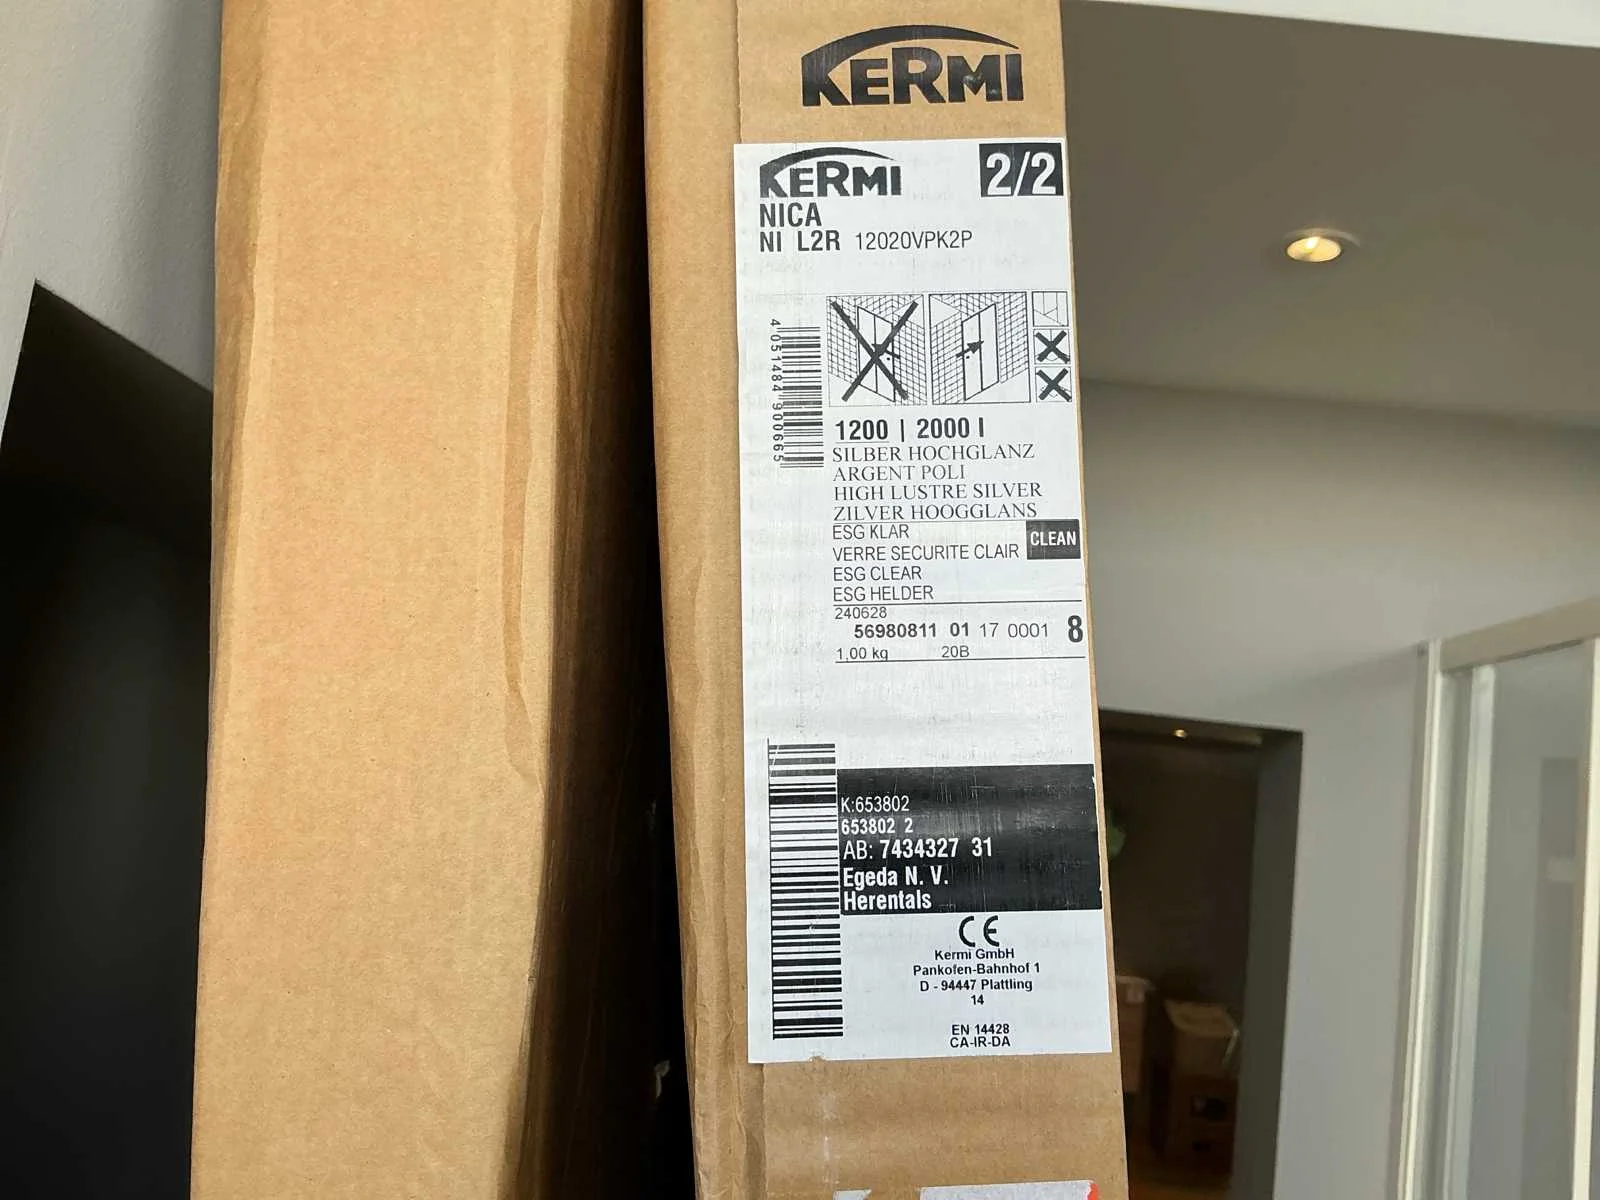 KERMI
KERMI 2/2
NICA
NI L2R 12020VPK2P
4 051484 900665
1200 | 2000 I
SILBER HOCHGLANZ
ARGENT POLI
HIGH LUSTRE SILVER
ZILVER HOOGGLANS
ESG KLAR
VERRE SECURITE CLAIR CLEAN
ESG CLEAR
ESG HELDER
240628
56980811 01 17 0001 8
1,00 kg 20B
K:653802
653802 2
AB: 7434327 31
Egeda N. V.
Herentals
CE
Kermi GmbH
Pankofen-Bahnhof 1
D - 94447 Plattling
14
EN 14428
CA-IR-DA